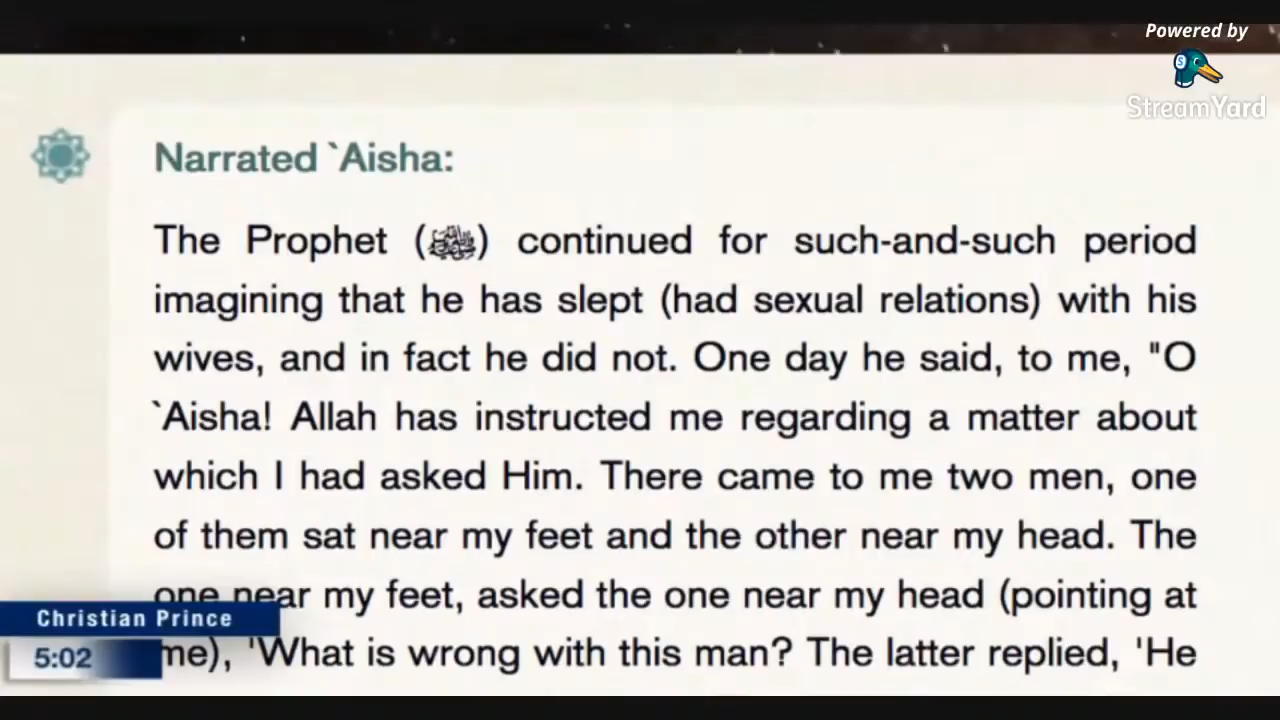 Powered by
StreamYard
Narrated `Aisha:
The Prophet (ﷺ) continued for such-and-such period
imagining that he has slept (had sexual relations) with his
wives, and in fact he did not. One day he said, to me, "O
`Aisha! Allah has instructed me regarding a matter about
which I had asked Him. There came to me two men, one
of them sat near my feet and the other near my head. The
one near my feet, asked the one near my head (pointing at
me), 'What is wrong with this man? The latter replied, 'He
Christian Prince
5:02